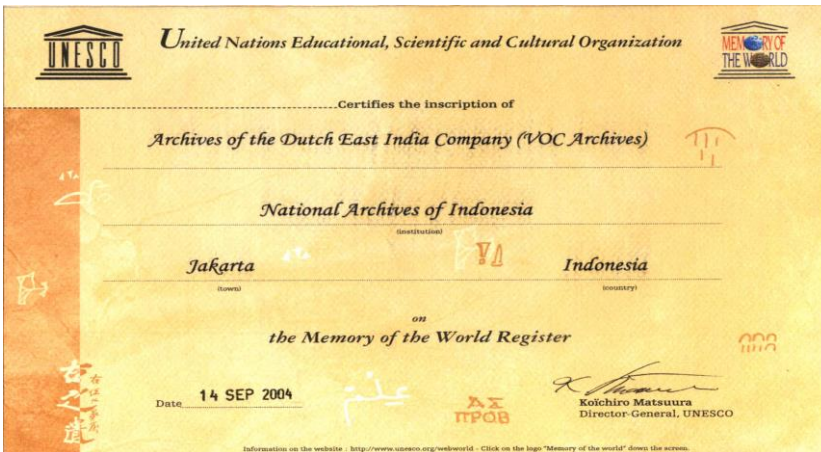 UNESCO
United Nations Educational, Scientific and Cultural Organization
MEMORY OF
THE WORLD
Certifies the inscription of
Archives of the Dutch East India Company (VOC Archives)
National Archives of Indonesia
(institution)
Jakarta
Indonesia
(town)
(country)
on
the Memory of the World Register
Date 14 SEP 2004
علم
ΑΣ
ΠΡΟΒ
Koïchiro Matsuura
Director-General, UNESCO
Information on the website : http://www.unesco.org/webworld - Click on the logo "Memory of the world" down the screen.